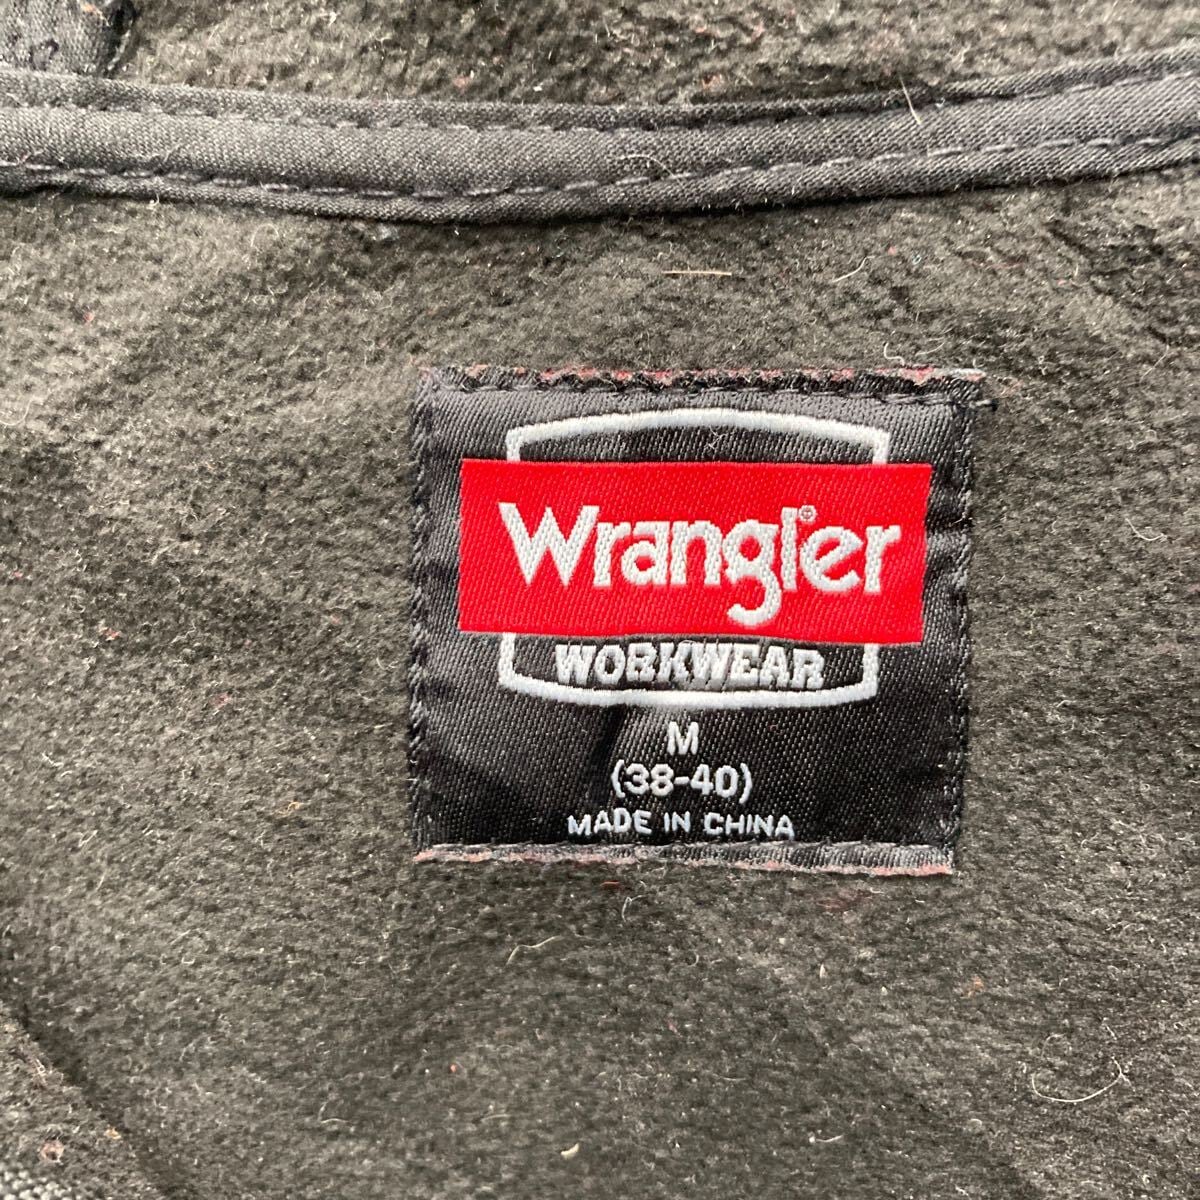 Wrangler®
WORKWEAR
M
(38-40)
MADE IN CHINA